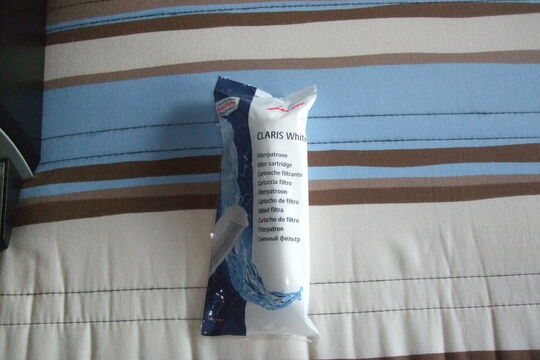 CLARIS White
Filterpatrone
Filter cartridge
Cartouche filtrante
Cartuccia filtro
Filterpatroon
Cartucho de filtro
Wkład filtra
Cartucho do filtro
Filterpatron
Сменный фильтр